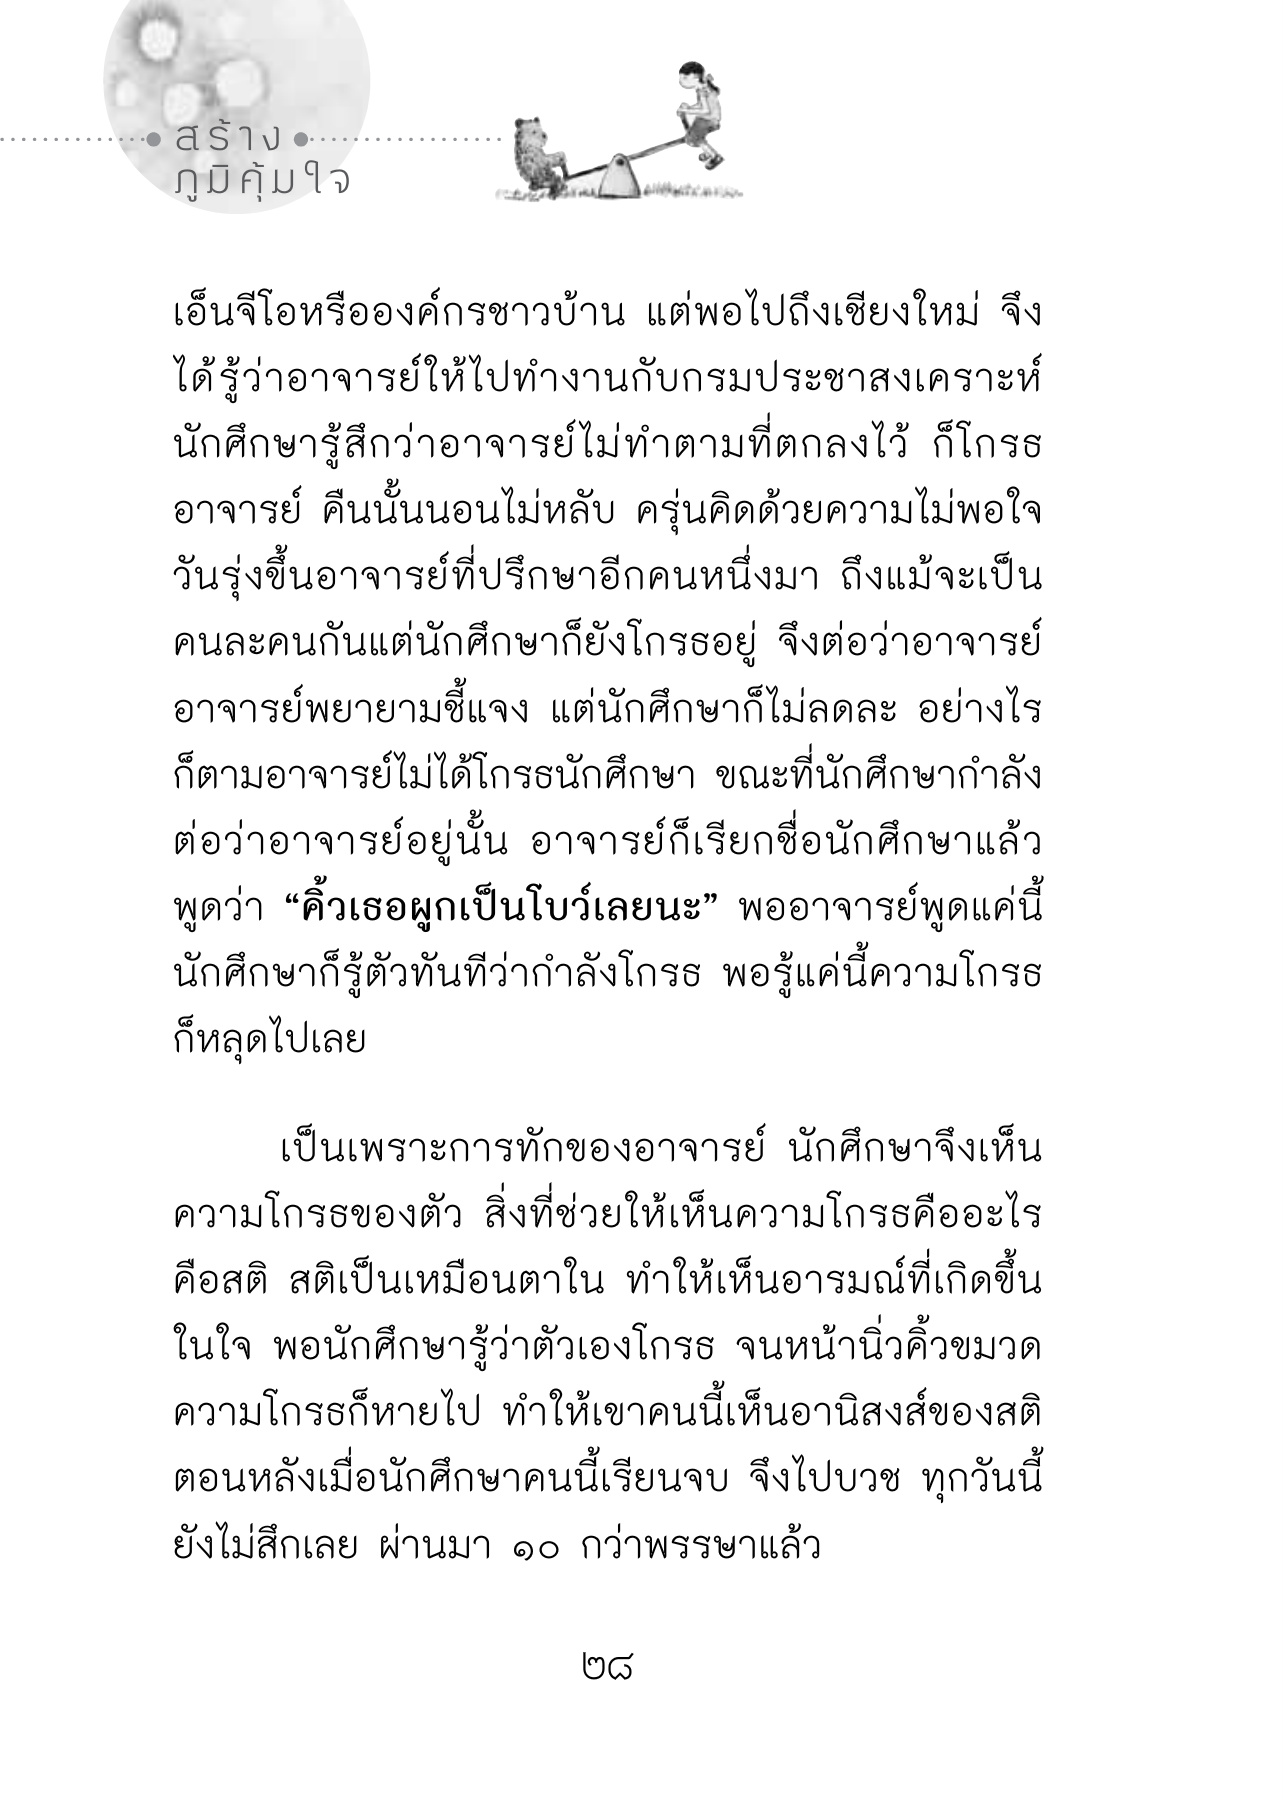 สร้าง
ภูมิคุ้มใจ
เอ็นจีโอหรือองค์กรชาวบ้าน แต่พอไปถึงเชียงใหม่ จึง
ได้รู้ว่าอาจารย์ให้ไปทำงานกับกรมประชาสงเคราะห์
นักศึกษารู้สึกว่าอาจารย์ไม่ทำตามที่ตกลงไว้ ก็โกรธ
อาจารย์ คืนนั้นนอนไม่หลับ ครุ่นคิดด้วยความไม่พอใจ
วันรุ่งขึ้นอาจารย์ที่ปรึกษาอีกคนหนึ่งมา ถึงแม้จะเป็น
คนละคนกันแต่นักศึกษาก็ยังโกรธอยู่ จึงต่อว่าอาจารย์
อาจารย์พยายามชี้แจง แต่นักศึกษาก็ไม่ลดละ อย่างไร
ก็ตามอาจารย์ไม่ได้โกรธนักศึกษา ขณะที่นักศึกษากำลัง
ต่อว่าอาจารย์อยู่นั้น อาจารย์ก็เรียกชื่อนักศึกษาแล้ว
พูดว่า “คิ้วเธอผูกเป็นโบว์เลยนะ” พออาจารย์พูดแค่นี้
นักศึกษาก็รู้ตัวทันทีว่ากำลังโกรธ พอรู้แค่นี้ความโกรธ
ก็หลุดไปเลย
เป็นเพราะการทักของอาจารย์ นักศึกษาจึงเห็น
ความโกรธของตัว สิ่งที่ช่วยให้เห็นความโกรธคืออะไร
คือสติ สติเป็นเหมือนตาใน ทำให้เห็นอารมณ์ที่เกิดขึ้น
ในใจ พอนักศึกษารู้ว่าตัวเองโกรธ จนหน้านิ่วคิ้วขมวด
ความโกรธก็หายไป ทำให้เขาคนนี้เห็นอานิสงส์ของสติ
ตอนหลังเมื่อนักศึกษาคนนี้เรียนจบ จึงไปบวช ทุกวันนี้
ยังไม่สึกเลย ผ่านมา ๑๐ กว่าพรรษาแล้ว
๒๘